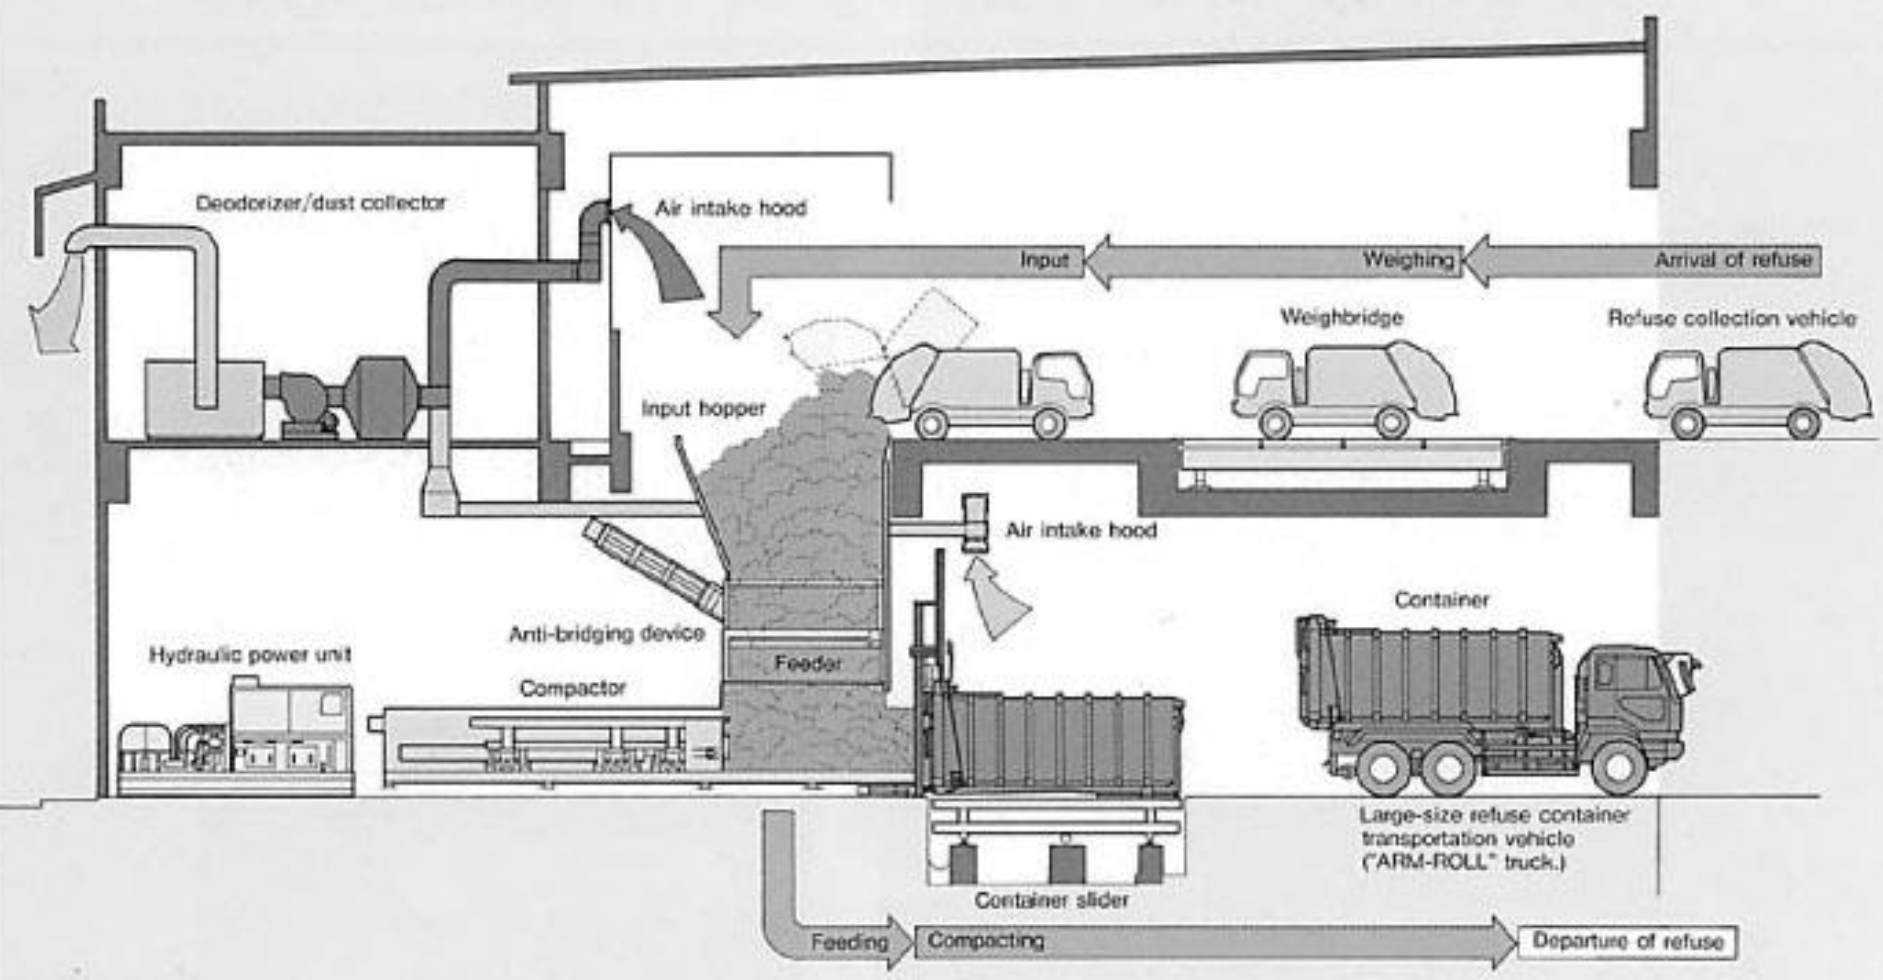 Deodorizer/dust collector
Air intake hood
Input
Weighing
Arrival of refuse
Weighbridge
Refuse collection vehicle
Input hopper
Air intake hood
Container
Anti-bridging device
Hydraulic power unit
Feeder
Compactor
Large-size refuse container
transportation vehicle
("ARM-ROLL" truck.)
Container slider
Feeding
Compacting
Departure of refuse